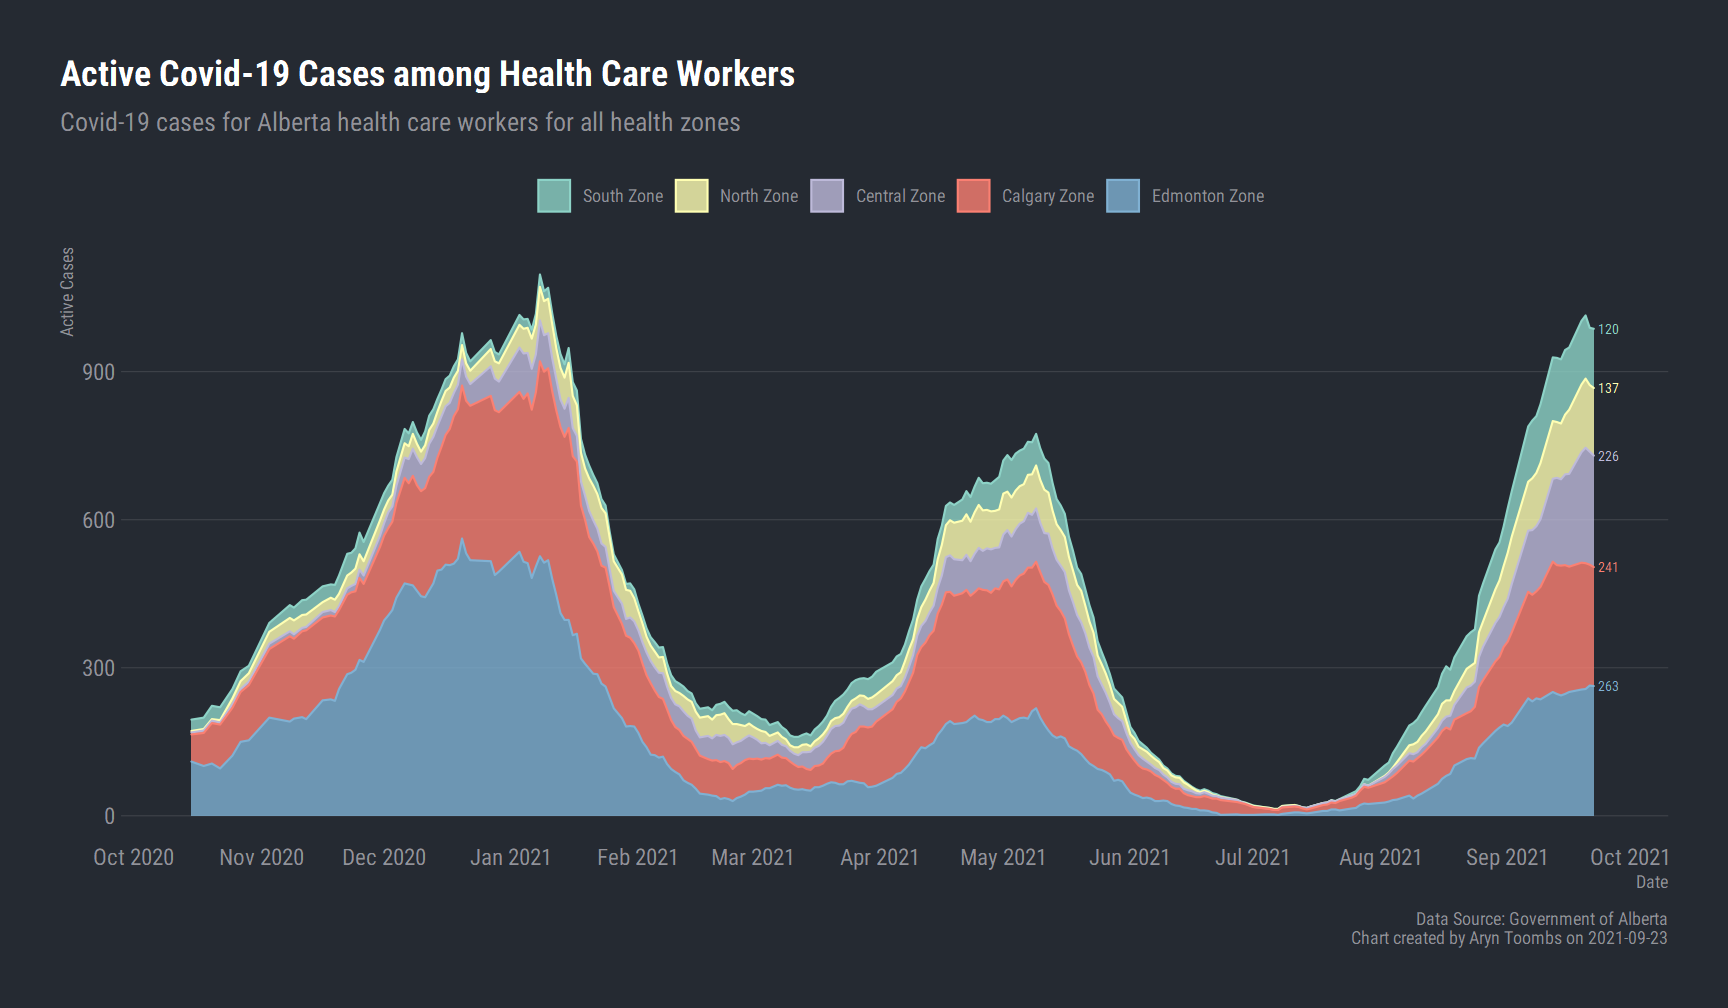 Active Covid-19 Cases among Health Care Workers
Covid-19 cases for Alberta health care workers for all health zones
South Zone North Zone Central Zone Calgary Zone Edmonton Zone
Active Cases
900
600
300
0
120
137
226
241
263
Oct 2020 Nov 2020 Dec 2020 Jan 2021 Feb 2021 Mar 2021 Apr 2021 May 2021 Jun 2021 Jul 2021 Aug 2021 Sep 2021 Oct 2021
Date
Data Source: Government of Alberta
Chart created by Aryn Toombs on 2021-09-23